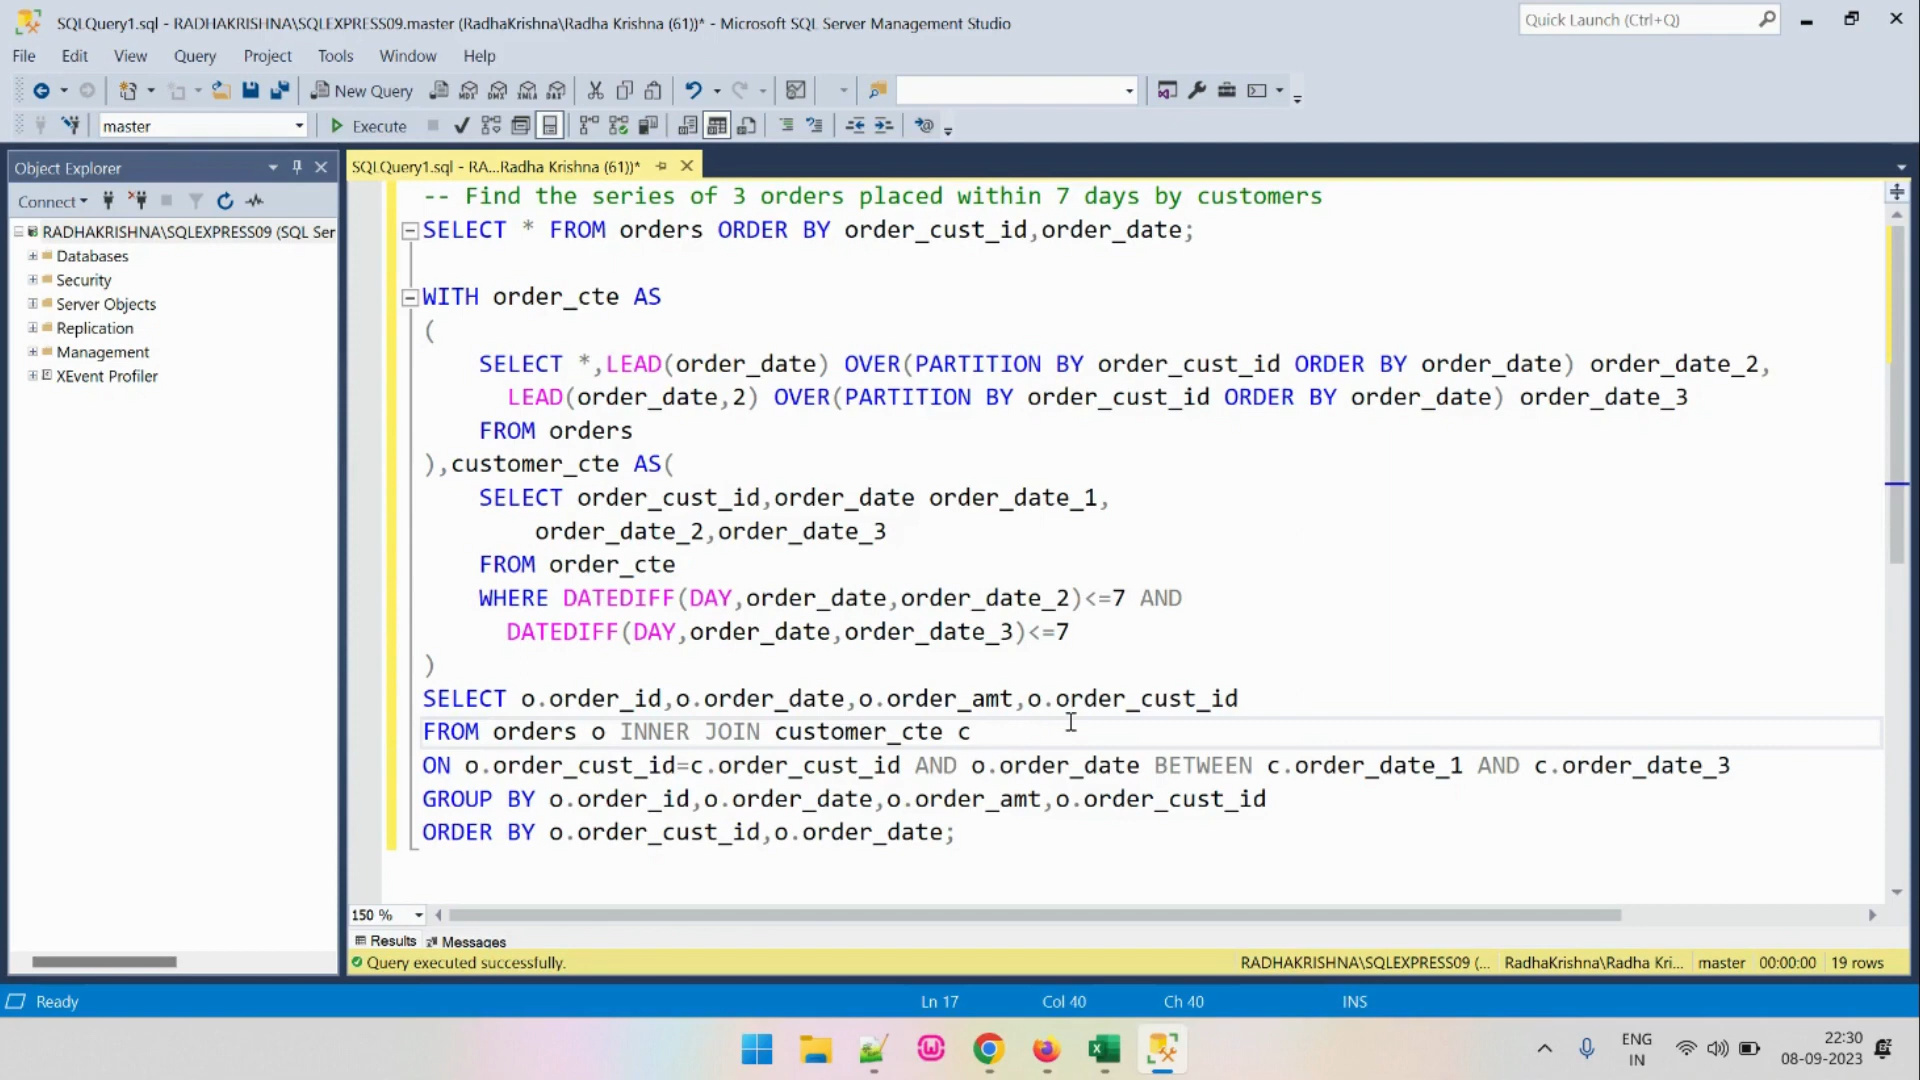 SQLQuery1.sql - RADHAKRISHNA\SQLEXPRESS09.master (RadhaKrishna\Radha Krishna (61))* - Microsoft SQL Server Management Studio
Quick Launch (Ctrl+Q)
File Edit View Query Project Tools Window Help
New Query
MDX DMX XMLA DAX
master
Execute
Object Explorer
Connect
RADHAKRISHNA\SQLEXPRESS09 (SQL Ser
Databases
Security
Server Objects
Replication
Management
XEvent Profiler
SQLQuery1.sql - RA...Radha Krishna (61))*
-- Find the series of 3 orders placed within 7 days by customers
SELECT * FROM orders ORDER BY order_cust_id,order_date;
WITH order_cte AS
(
SELECT *,LEAD(order_date) OVER(PARTITION BY order_cust_id ORDER BY order_date) order_date_2,
LEAD(order_date,2) OVER(PARTITION BY order_cust_id ORDER BY order_date) order_date_3
FROM orders
),customer_cte AS(
SELECT order_cust_id,order_date order_date_1,
order_date_2,order_date_3
FROM order_cte
WHERE DATEDIFF(DAY,order_date,order_date_2)<=7 AND
DATEDIFF(DAY,order_date,order_date_3)<=7
)
SELECT o.order_id,o.order_date,o.order_amt,o.order_cust_id
FROM orders o INNER JOIN customer_cte c
ON o.order_cust_id=c.order_cust_id AND o.order_date BETWEEN c.order_date_1 AND c.order_date_3
GROUP BY o.order_id,o.order_date,o.order_amt,o.order_cust_id
ORDER BY o.order_cust_id,o.order_date;
150 %
Results Messages
Query executed successfully.
RADHAKRISHNA\SQLEXPRESS09 (... RadhaKrishna\Radha Kri... master 00:00:00 19 rows
Ready
Ln 17 Col 40 Ch 40 INS
ENG
IN
22:30
08-09-2023